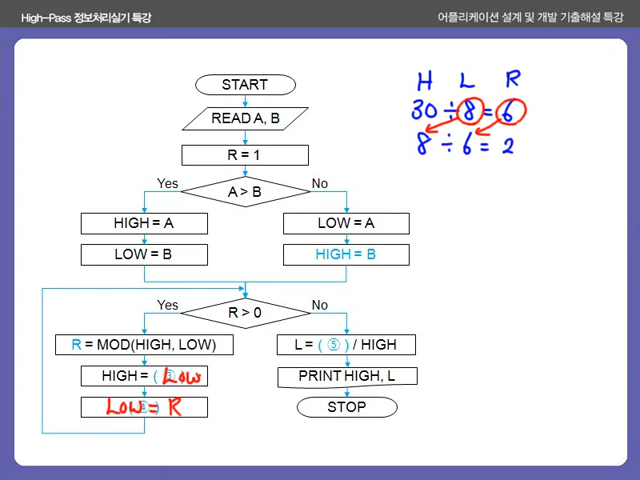 High-Pass 정보처리실기 특강
어플리케이션 설계 및 개발 기출해설 특강
H L R
30 ÷ 8 = 6
8 ÷ 6 = 2
START
READ A, B
R = 1
Yes
A > B
No
HIGH = A
LOW = A
LOW = B
HIGH = B
Yes
R > 0
No
R = MOD(HIGH, LOW)
L = ( ⑤ ) / HIGH
HIGH = ( Low
PRINT HIGH, L
Low = R
STOP